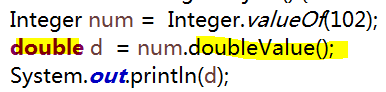 Integer num = Integer.valueOf(102);
double d = num.doubleValue();
System.out.println(d);